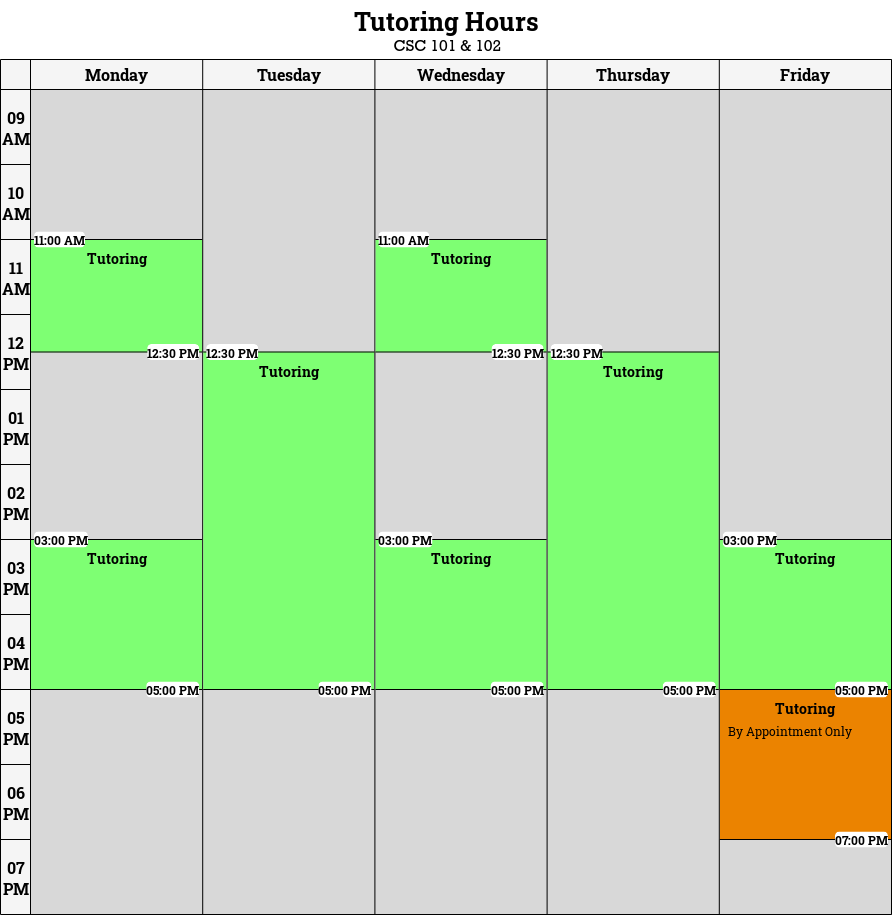 Tutoring Hours
CSC 101 & 102
Monday Tuesday Wednesday Thursday Friday
09
AM
10
AM
11:00 AM 11:00 AM
Tutoring Tutoring
11
AM
12
PM
12:30 PM 12:30 PM 12:30 PM 12:30 PM
Tutoring Tutoring
01
PM
02
PM
03:00 PM 03:00 PM 03:00 PM
Tutoring Tutoring Tutoring
03
PM
04
PM
05:00 PM 05:00 PM 05:00 PM 05:00 PM 05:00 PM
Tutoring
05
PM
By Appointment Only
06
PM
07:00 PM
07
PM